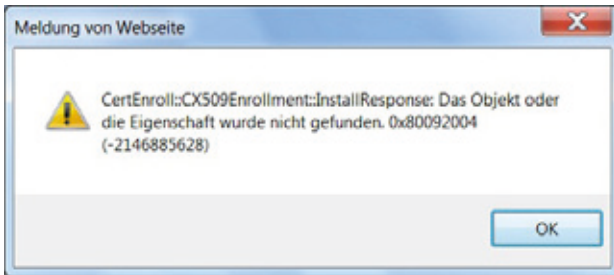 Meldung von Webseite
CertEnroll::CX509Enrollment::InstallResponse: Das Objekt oder
die Eigenschaft wurde nicht gefunden. 0x80092004
(-2146885628)
OK